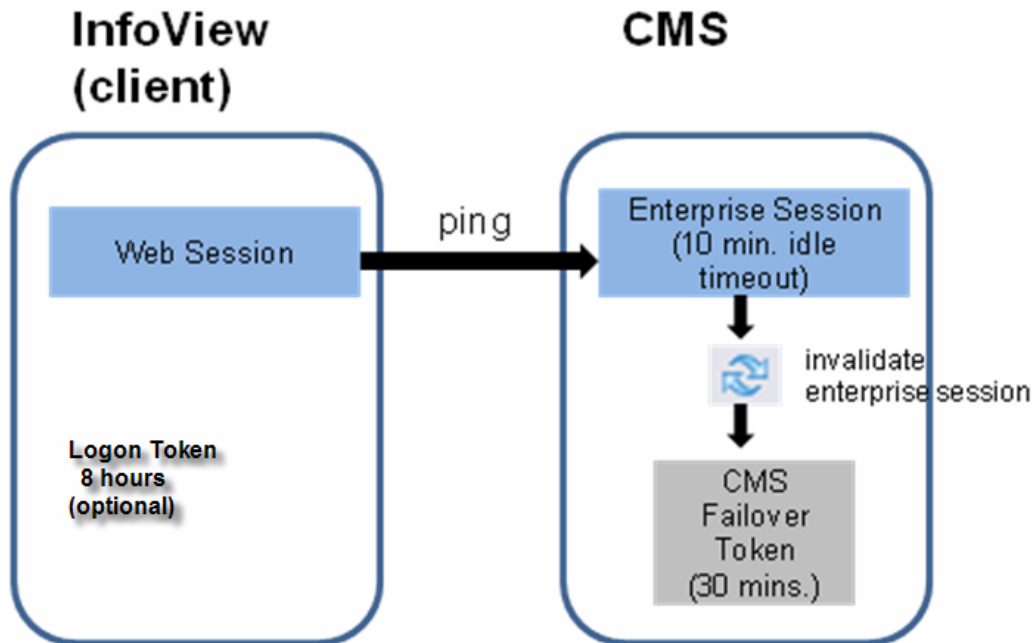 InfoView
(client)
CMS
Web Session
ping
Enterprise Session
(10 min. idle
timeout)
invalidate
enterprise session
Logon Token
8 hours
(optional)
CMS
Failover
Token
(30 mins.)